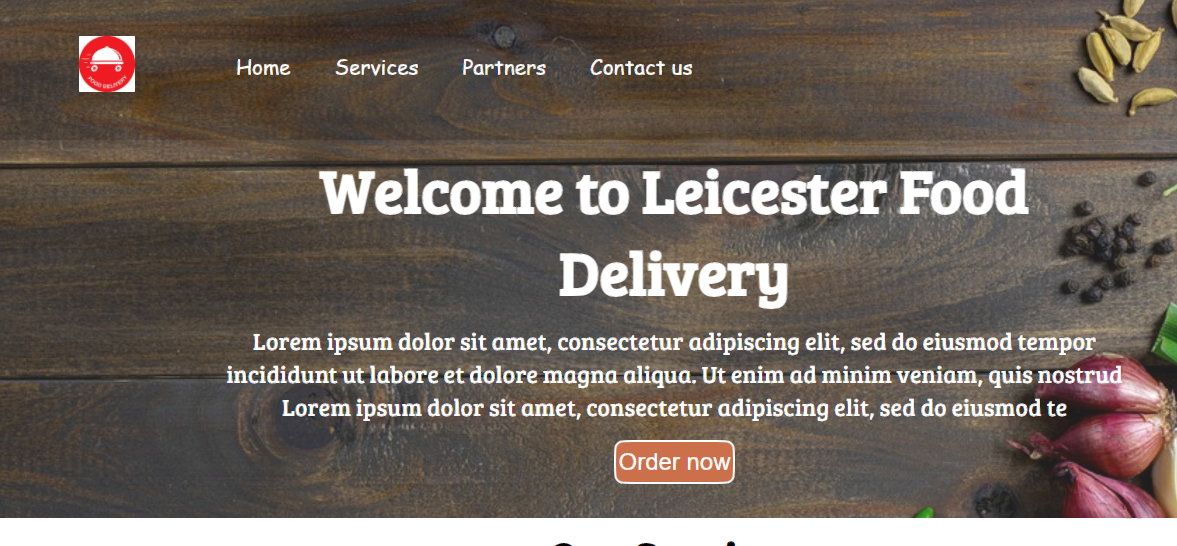 FOOD DELIVERY
Home Services Partners Contact us
Welcome to Leicester Food
Delivery
Lorem ipsum dolor sit amet, consectetur adipiscing elit, sed do eiusmod tempor
incididunt ut labore et dolore magna aliqua. Ut enim ad minim veniam, quis nostrud
Lorem ipsum dolor sit amet, consectetur adipiscing elit, sed do eiusmod te
Order now